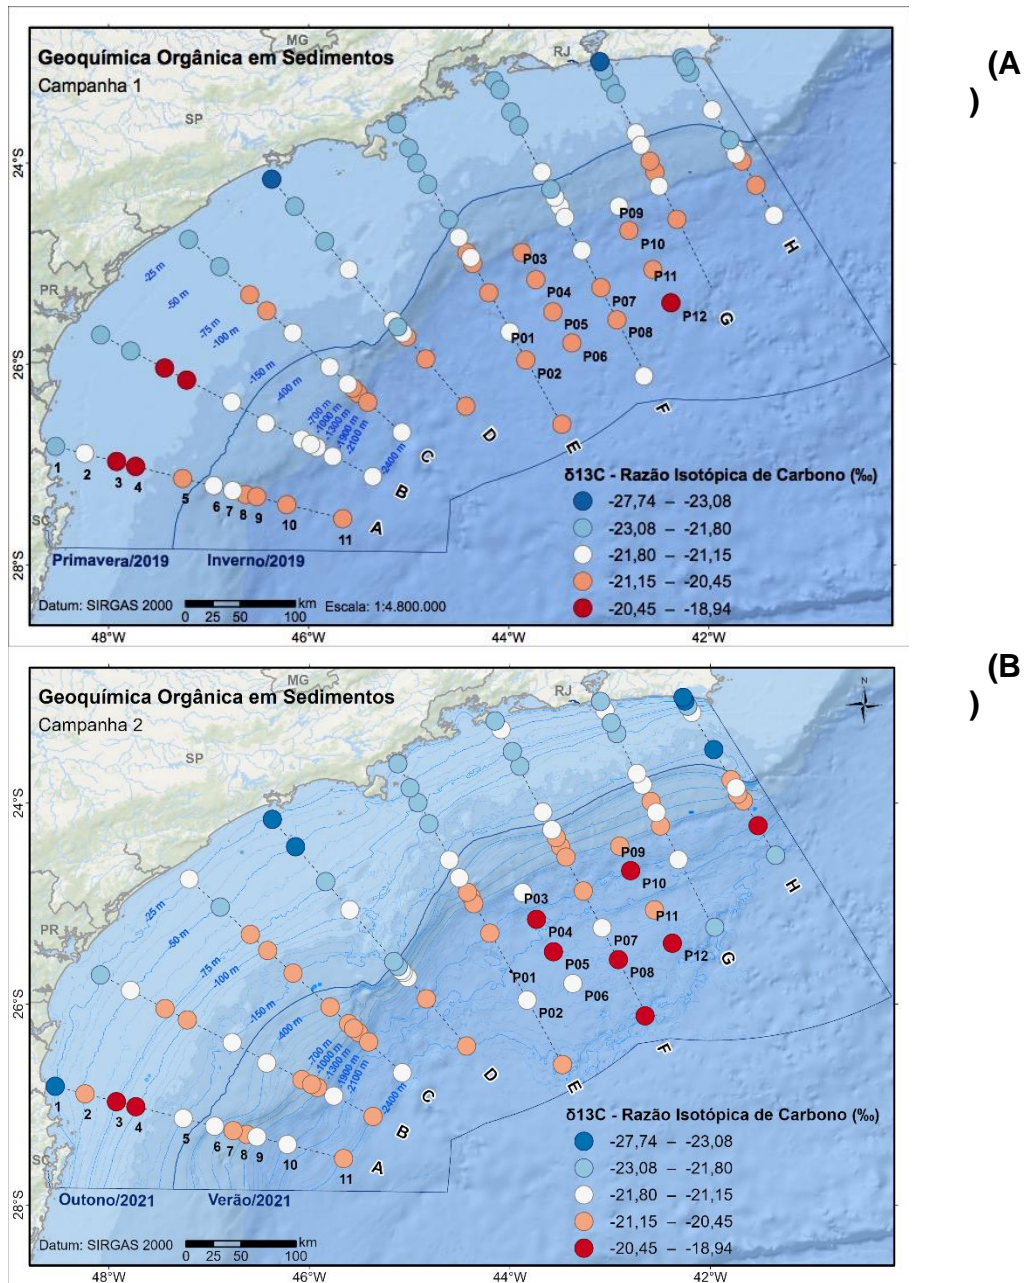 (A
)
Geoquímica Orgânica em Sedimentos
Campanha 1
MG
RJ
SP
PR
SC
24°S
26°S
28°S
-25 m
-50 m
-75 m
-100 m
-150 m
-400 m
-700 m
-1000 m
-1300 m
-1900 m
-2100 m
-2400 m
P09
P10
P03
P11
P04
P12
P05
P07
P01
P06
P08
P02
H
G
F
E
D
C
B
A
1
2
3
4
5
6
7
8
9
10
11
δ13C - Razão Isotópica de Carbono (‰)
-27,74 – -23,08
-23,08 – -21,80
-21,80 – -21,15
-21,15 – -20,45
-20,45 – -18,94
Primavera/2019
Inverno/2019
Datum: SIRGAS 2000
km
0 25 50 100
Escala: 1:4.800.000
48°W
46°W
44°W
42°W
(B
)
Geoquímica Orgânica em Sedimentos
Campanha 2
N
MG
RJ
SP
PR
SC
24°S
26°S
28°S
-25 m
-50 m
-75 m
-100 m
-150 m
-400 m
-700 m
-1000 m
-1300 m
-1900 m
-2100 m
-2400 m
P09
P10
P03
P11
P04
P12
P05
P07
P01
P06
P08
P02
H
G
F
E
D
C
B
A
1
2
3
4
5
6
7
8
9
10
11
δ13C - Razão Isotópica de Carbono (‰)
-27,74 – -23,08
-23,08 – -21,80
-21,80 – -21,15
-21,15 – -20,45
-20,45 – -18,94
Outono/2021
Verão/2021
Datum: SIRGAS 2000
km
0 25 50 100
48°W
46°W
44°W
42°W